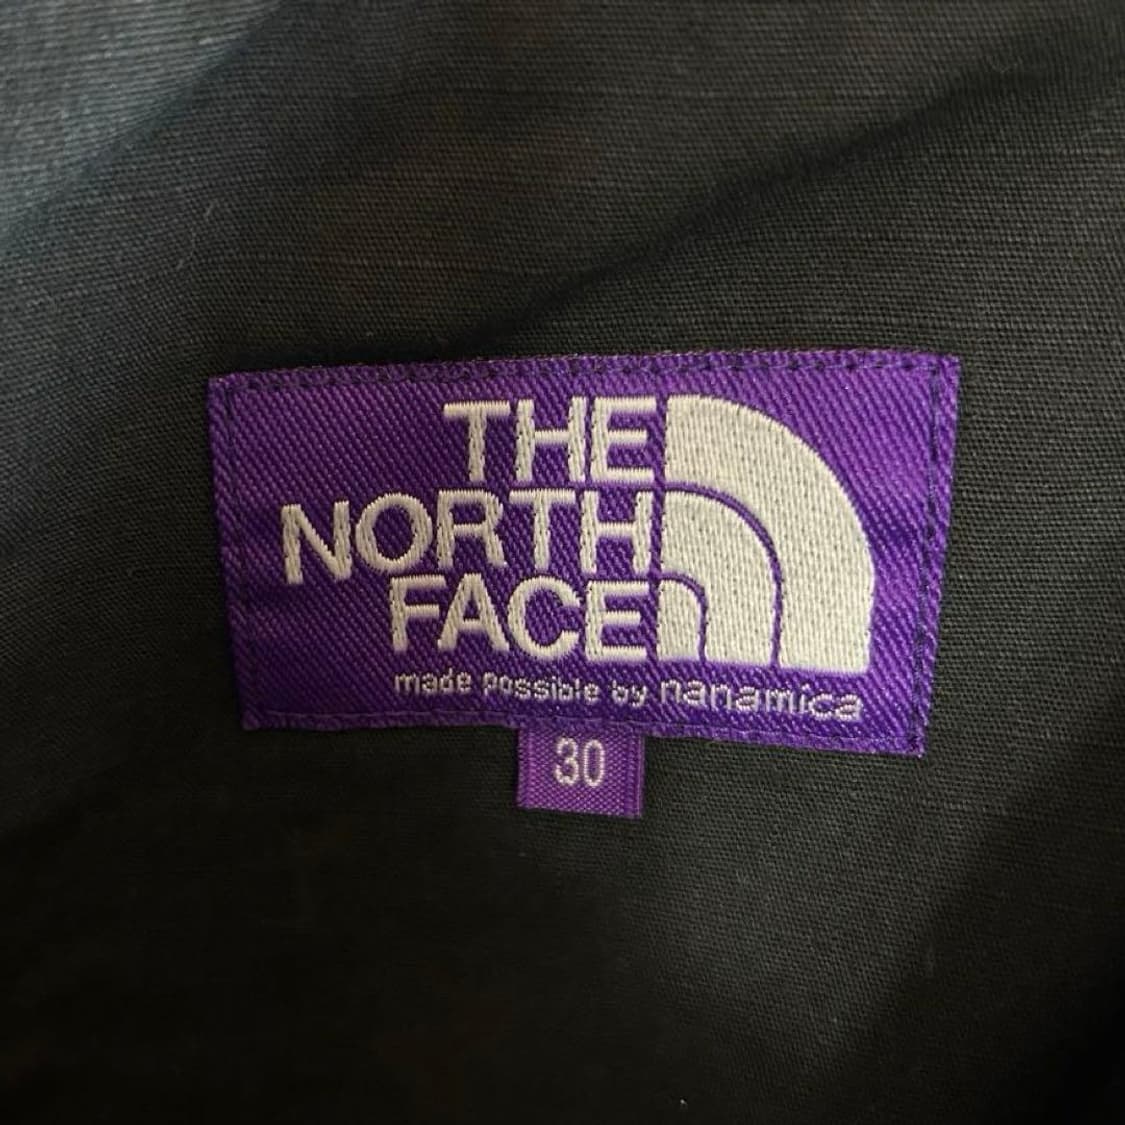 THE
NORTH
FACE
made possible by nanamica
30